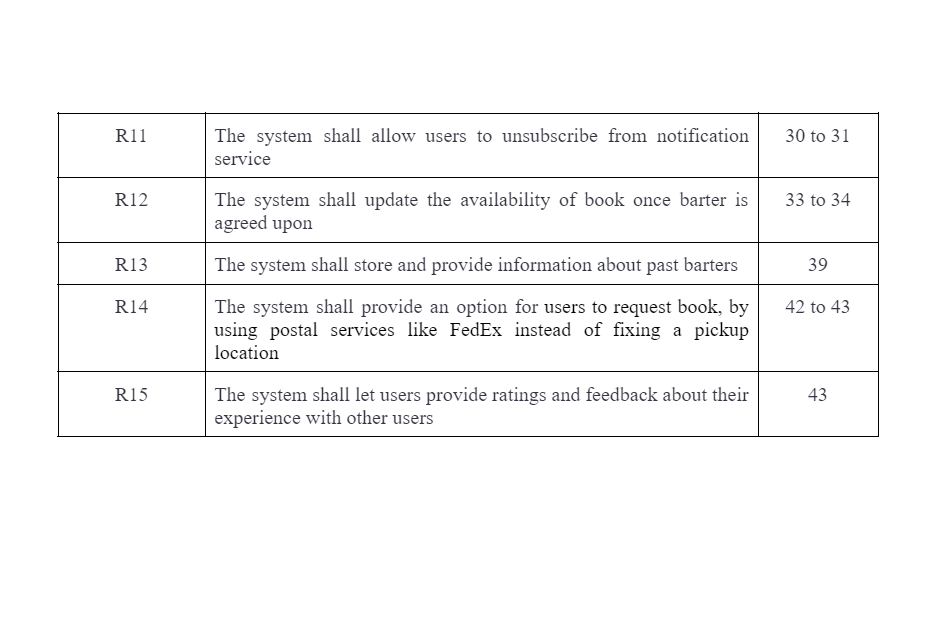 R11
The system shall allow users to unsubscribe from notification
service
30 to 31
R12
The system shall update the availability of book once barter is
agreed upon
33 to 34
R13
The system shall store and provide information about past barters
39
R14
The system shall provide an option for users to request book, by
using postal services like FedEx instead of fixing a pickup
location
42 to 43
R15
The system shall let users provide ratings and feedback about their
experience with other users
43